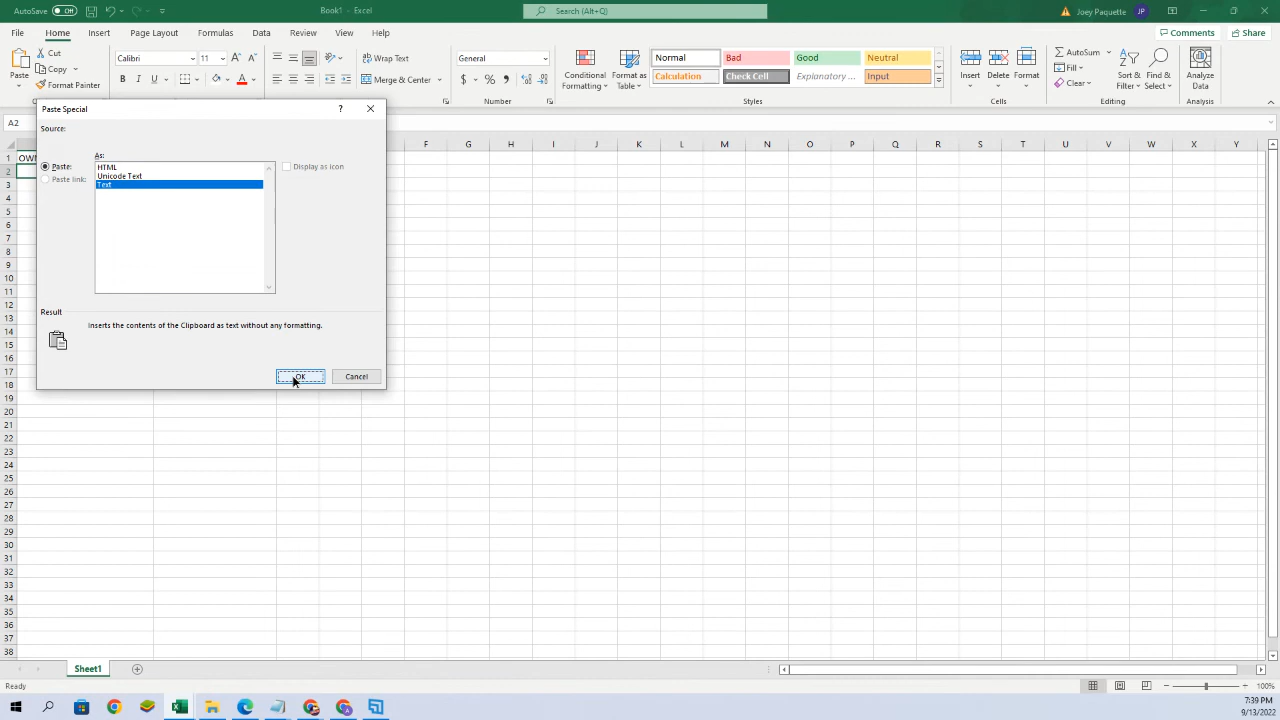 AutoSave Off Book1 - Excel Search (Alt+Q) Joey Paquette JP
File Home Insert Page Layout Formulas Data Review View Help Comments Share
Paste Cut Copy Format Painter
Calibri 11
B I U A
Wrap Text
Merge & Center
General
$ % ,
Number
Conditional Formatting
Format as Table
Normal Bad Good Neutral
Calculation Check Cell Explanatory ... Input
Styles
Insert Delete Format
Cells
AutoSum
Fill
Clear
Sort & Filter
Find & Select
Editing
Analyze Data
Analysis
A2
Paste Special ?
Source:
As:
Paste:
Paste link:
HTML
Unicode Text
Text
Display as icon
Result
Inserts the contents of the Clipboard as text without any formatting.
OK Cancel
F G H I J K L M N O P Q R S T U V W X Y
1
2
3
4
5
6
7
8
9
10
11
12
13
14
15
16
17
18
19
20
21
22
23
24
25
26
27
28
29
30
31
32
33
34
35
36
37
38
Sheet1
Ready 100%
7:39 PM
9/13/2022